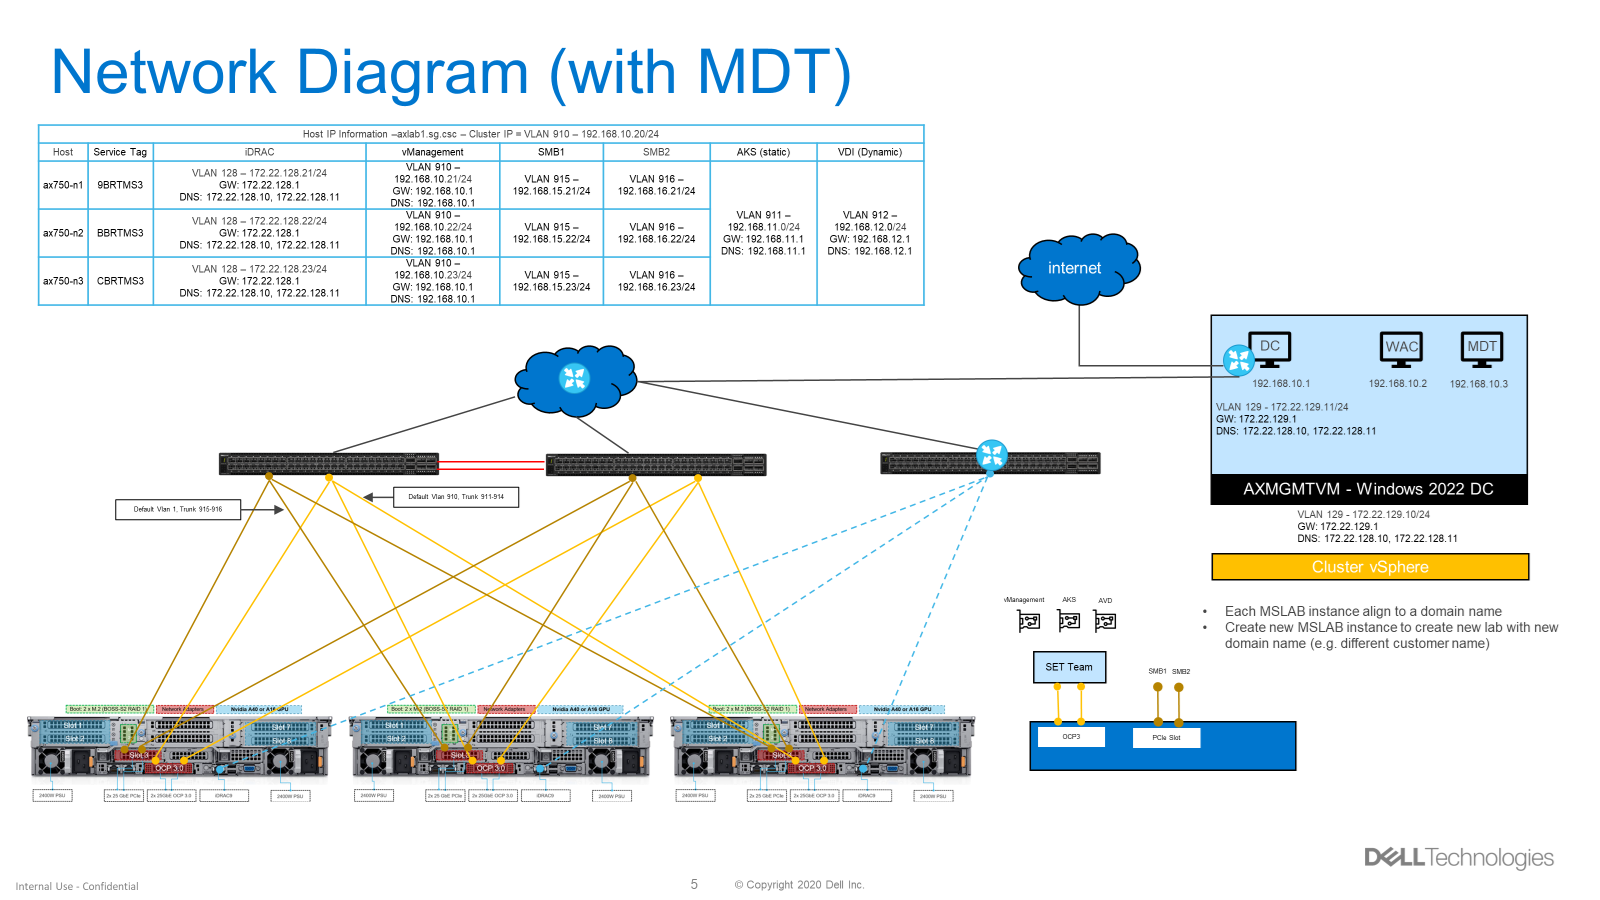 Network Diagram (with MDT)
Host IP Information –axlab1.sg.csc – Cluster IP = VLAN 910 – 192.168.10.20/24
Host
Service Tag
iDRAC
vManagement
SMB1
SMB2
AKS (static)
VDI (Dynamic)
ax750-n1
9BRTMS3
VLAN 128 – 172.22.128.21/24
GW: 172.22.128.1
DNS: 172.22.128.10, 172.22.128.11
VLAN 910 –
192.168.10.21/24
GW: 192.168.10.1
DNS: 192.168.10.1
VLAN 915 –
192.168.15.21/24
VLAN 916 –
192.168.16.21/24
VLAN 911 –
192.168.11.0/24
GW: 192.168.11.1
DNS: 192.168.11.1
VLAN 912 –
192.168.12.0/24
GW: 192.168.12.1
DNS: 192.168.12.1
ax750-n2
BBRTMS3
VLAN 128 – 172.22.128.22/24
GW: 172.22.128.1
DNS: 172.22.128.10, 172.22.128.11
VLAN 910 –
192.168.10.22/24
GW: 192.168.10.1
DNS: 192.168.10.1
VLAN 915 –
192.168.15.22/24
VLAN 916 –
192.168.16.22/24
ax750-n3
CBRTMS3
VLAN 128 – 172.22.128.23/24
GW: 172.22.128.1
DNS: 172.22.128.10, 172.22.128.11
VLAN 910 –
192.168.10.23/24
GW: 192.168.10.1
DNS: 192.168.10.1
VLAN 915 –
192.168.15.23/24
VLAN 916 –
192.168.16.23/24
internet
DC
WAC
MDT
192.168.10.1
192.168.10.2
192.168.10.3
VLAN 129 - 172.22.129.11/24
GW: 172.22.129.1
DNS: 172.22.128.10, 172.22.128.11
AXMGMTVM - Windows 2022 DC
VLAN 129 - 172.22.129.10/24
GW: 172.22.129.1
DNS: 172.22.128.10, 172.22.128.11
Cluster vSphere
• Each MSLAB instance align to a domain name
• Create new MSLAB instance to create new lab with new
domain name (e.g. different customer name)
Default Vlan 1, Trunk 915-916
Default Vlan 910, Trunk 911-914
vManagement
AKS
AVD
SET Team
SMB1
SMB2
OCP3
PCIe Slot
Boot: 2 x M.2 (BOSS-S2 RAID 1)
Network Adapters
Nvidia A40 or A16 GPU
Slot 1
Slot 2
Slot 3
OCP 3.0
Slot 7
Slot 8
2400W PSU
2x 25 GbE PCIe
2x 25GbE OCP 3.0
iDRAC9
2400W PSU
Boot: 2 x M.2 (BOSS-S2 RAID 1)
Network Adapters
Nvidia A40 or A16 GPU
Slot 1
Slot 2
Slot 3
OCP 3.0
Slot 7
Slot 8
2400W PSU
2x 25 GbE PCIe
2x 25GbE OCP 3.0
iDRAC9
2400W PSU
Boot: 2 x M.2 (BOSS-S2 RAID 1)
Network Adapters
Nvidia A40 or A16 GPU
Slot 1
Slot 2
Slot 3
OCP 3.0
Slot 7
Slot 8
2400W PSU
2x 25 GbE PCIe
2x 25GbE OCP 3.0
iDRAC9
2400W PSU
DELL Technologies
Internal Use - Confidential
5
© Copyright 2020 Dell Inc.